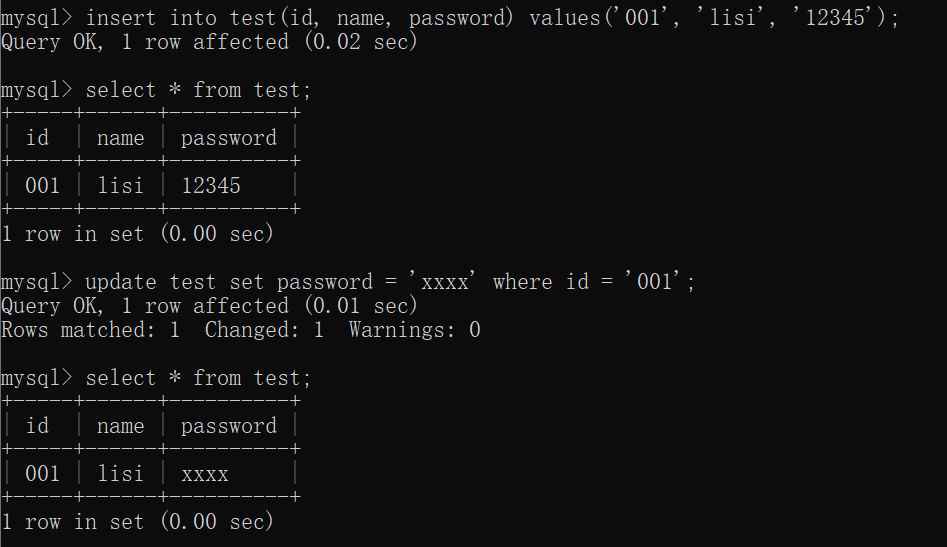 mysql> insert into test(id, name, password) values('001', 'lisi', '12345');
Query OK, 1 row affected (0.02 sec)
mysql> select * from test;
+-----+------+----------+
| id  | name | password |
+-----+------+----------+
| 001 | lisi | 12345    |
+-----+------+----------+
1 row in set (0.00 sec)
mysql> update test set password = 'xxxx' where id = '001';
Query OK, 1 row affected (0.01 sec)
Rows matched: 1  Changed: 1  Warnings: 0
mysql> select * from test;
+-----+------+----------+
| id  | name | password |
+-----+------+----------+
| 001 | lisi | xxxx     |
+-----+------+----------+
1 row in set (0.00 sec)